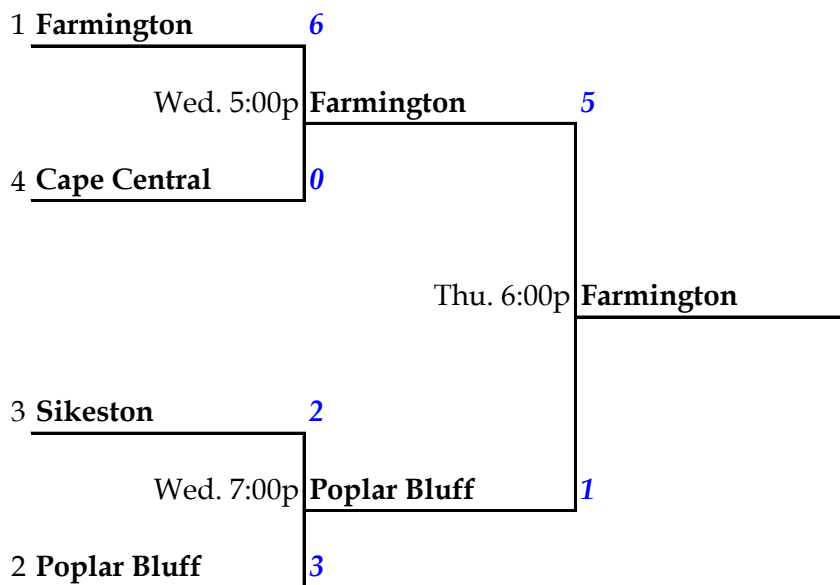 1 Farmington 6
Wed. 5:00p Farmington 5
4 Cape Central 0
Thu. 6:00p Farmington
3 Sikeston 2
Wed. 7:00p Poplar Bluff 1
2 Poplar Bluff 3